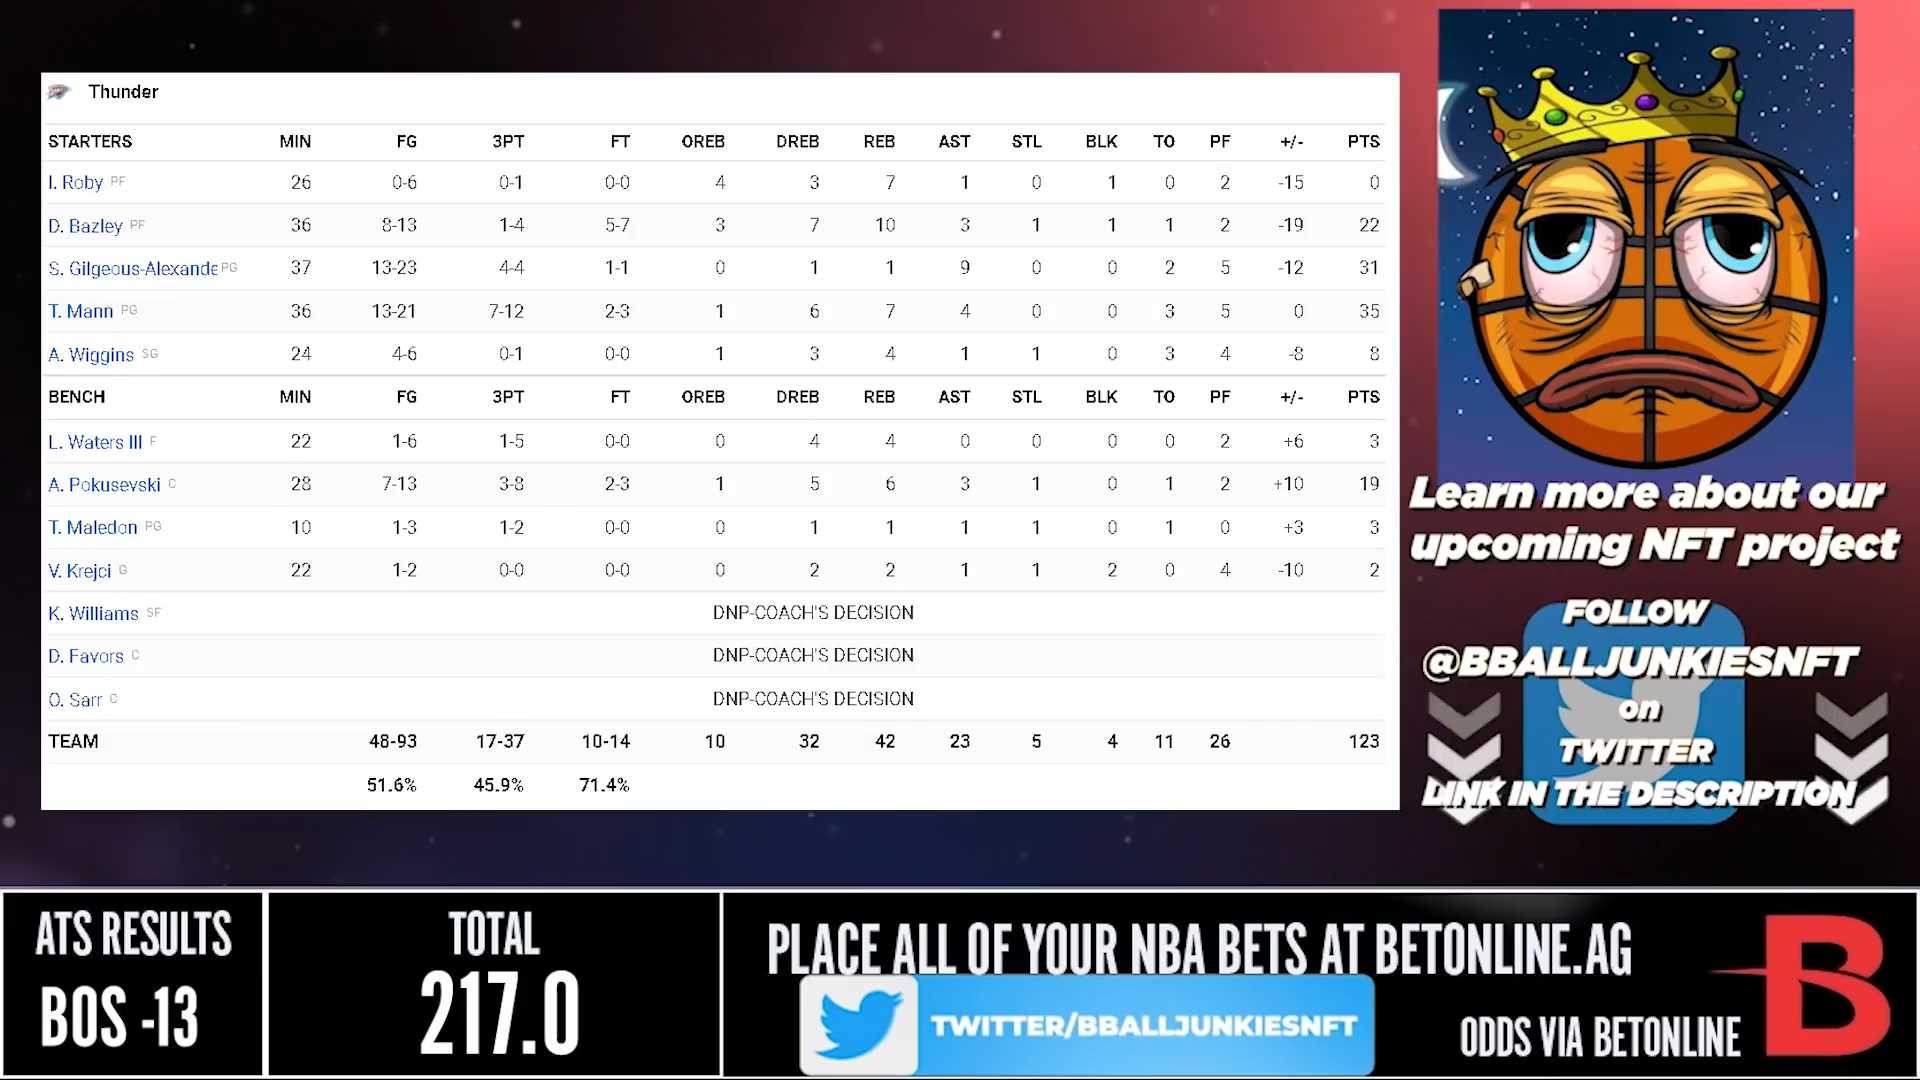 Thunder
STARTERS MIN FG 3PT FT OREB DREB REB AST STL BLK TO PF +/- PTS
I. Roby PF 26 0-6 0-1 0-0 4 3 7 1 0 1 0 2 -15 0
D. Bazley PF 36 8-13 1-4 5-7 3 7 10 3 1 1 1 2 -19 22
S. Gilgeous-Alexande PG 37 13-23 4-4 1-1 0 1 1 9 0 0 2 5 -12 31
T. Mann PG 36 13-21 7-12 2-3 1 6 7 4 0 0 3 5 0 35
A. Wiggins SG 24 4-6 0-1 0-0 1 3 4 1 1 0 3 4 -8 8
BENCH MIN FG 3PT FT OREB DREB REB AST STL BLK TO PF +/- PTS
L. Waters III F 22 1-6 1-5 0-0 0 4 4 0 0 0 0 2 +6 3
A. Pokusevski C 28 7-13 3-8 2-3 1 5 6 3 1 0 1 2 +10 19
T. Maledon PG 10 1-3 1-2 0-0 0 1 1 1 1 0 1 0 +3 3
V. Krejci G 22 1-2 0-0 0-0 0 2 2 1 1 2 0 4 -10 2
K. Williams SF DNP-COACH'S DECISION
D. Favors C DNP-COACH'S DECISION
O. Sarr C DNP-COACH'S DECISION
TEAM 48-93 17-37 10-14 10 32 42 23 5 4 11 26 123
51.6% 45.9% 71.4%
Learn more about our
upcoming NFT project
FOLLOW
@BBALLJUNKIESNFT
on
TWITTER
LINK IN THE DESCRIPTION
ATS RESULTS
BOS -13
TOTAL
217.0
PLACE ALL OF YOUR NBA BETS AT BETONLINE.AG
TWITTER/BBALLJUNKIESNFT
ODDS VIA BETONLINE
B